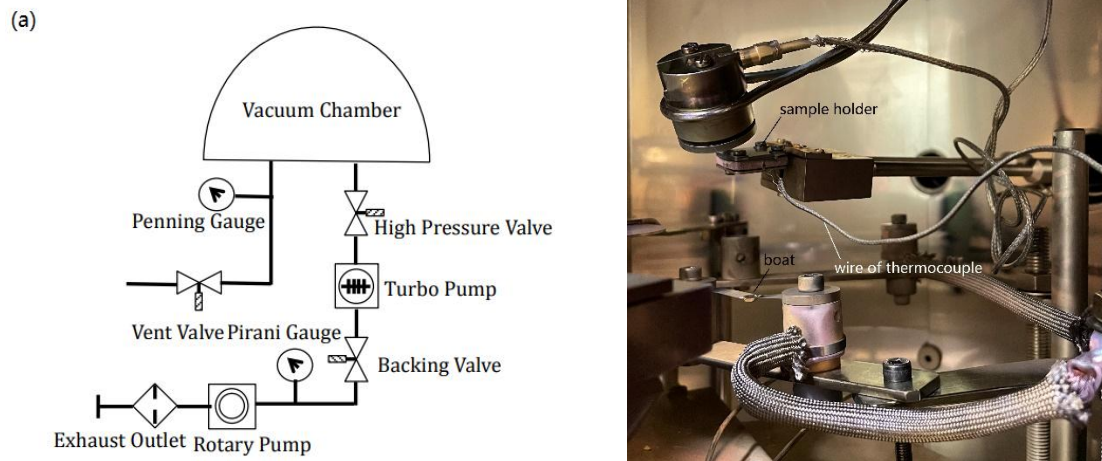 (a)
Vacuum Chamber
Penning Gauge
High Pressure Valve
Turbo Pump
Vent Valve
Pirani Gauge
Backing Valve
Exhaust Outlet
Rotary Pump
sample holder
wire of thermocouple
boat